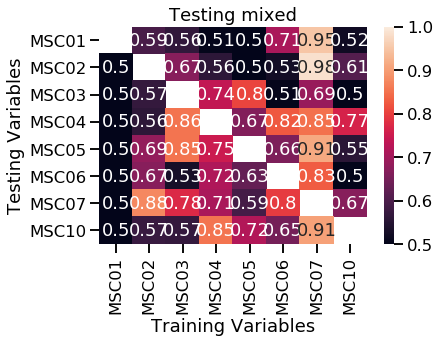 Testing mixed
Testing Variables
MSC01 0.59 0.56 0.51 0.5 0.71 0.95 0.52
MSC02 0.5 0.67 0.56 0.5 0.53 0.98 0.61
MSC03 0.5 0.57 0.74 0.8 0.51 0.69 0.5
MSC04 0.5 0.56 0.86 0.67 0.82 0.85 0.77
MSC05 0.5 0.69 0.85 0.75 0.66 0.91 0.55
MSC06 0.5 0.67 0.53 0.72 0.63 0.83 0.5
MSC07 0.5 0.88 0.78 0.71 0.59 0.8 0.67
MSC10 0.5 0.57 0.57 0.85 0.72 0.65 0.91
MSC01 MSC02 MSC03 MSC04 MSC05 MSC06 MSC07 MSC10
Training Variables
1.0
0.9
0.8
0.7
0.6
0.5